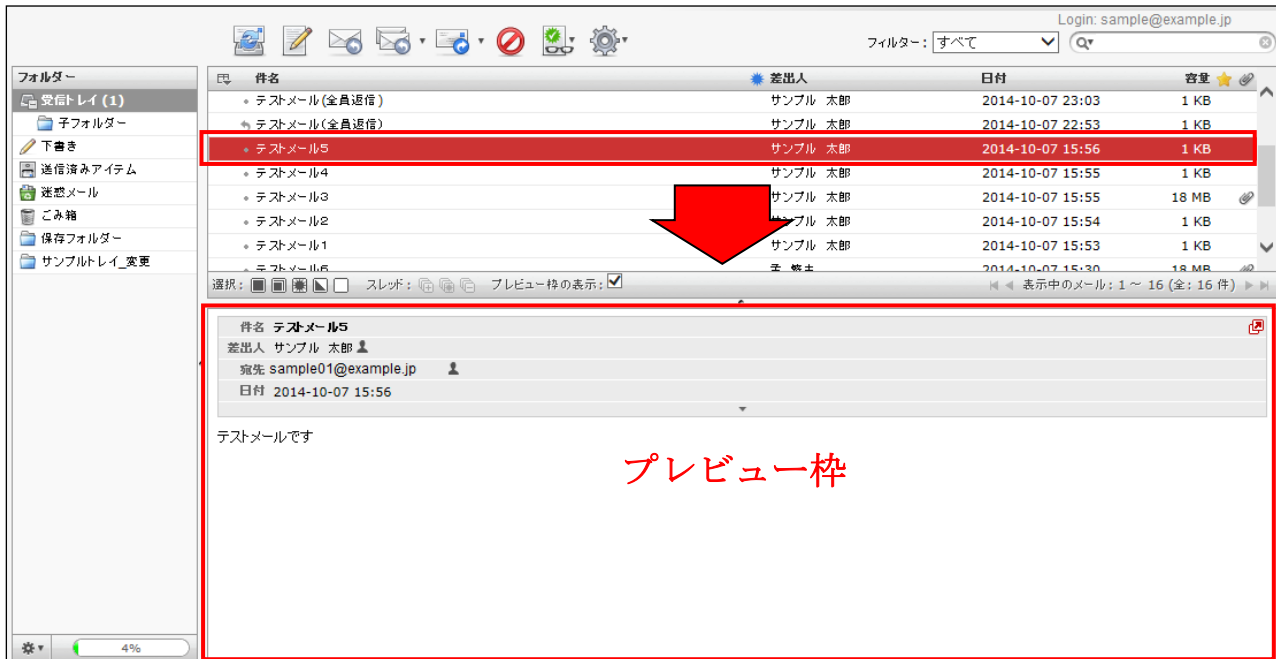 Login: sample@example.jp
フィルター: すべて
フォルダー
受信トレイ (1)
子フォルダー
下書き
送信済みアイテム
迷惑メール
ごみ箱
保存フォルダー
サンプルトレイ_変更
4%
件名 差出人 日付 容量
テストメール(全員返信) サンプル 太郎 2014-10-07 23:03 1 KB
テストメール(全員返信) サンプル 太郎 2014-10-07 22:53 1 KB
テストメール5 サンプル 太郎 2014-10-07 15:56 1 KB
テストメール4 サンプル 太郎 2014-10-07 15:55 1 KB
テストメール3 サンプル 太郎 2014-10-07 15:55 18 MB
テストメール2 サンプル 太郎 2014-10-07 15:54 1 KB
テストメール1 サンプル 太郎 2014-10-07 15:53 1 KB
テストメール6 2014-10-07 15:30 18 MB
選択: スレッド: プレビュー枠の表示: 表示中のメール: 1 ~ 16 (全: 16 件)
件名 テストメール5
差出人 サンプル 太郎
宛先 sample01@example.jp
日付 2014-10-07 15:56
テストメールです
プレビュー枠